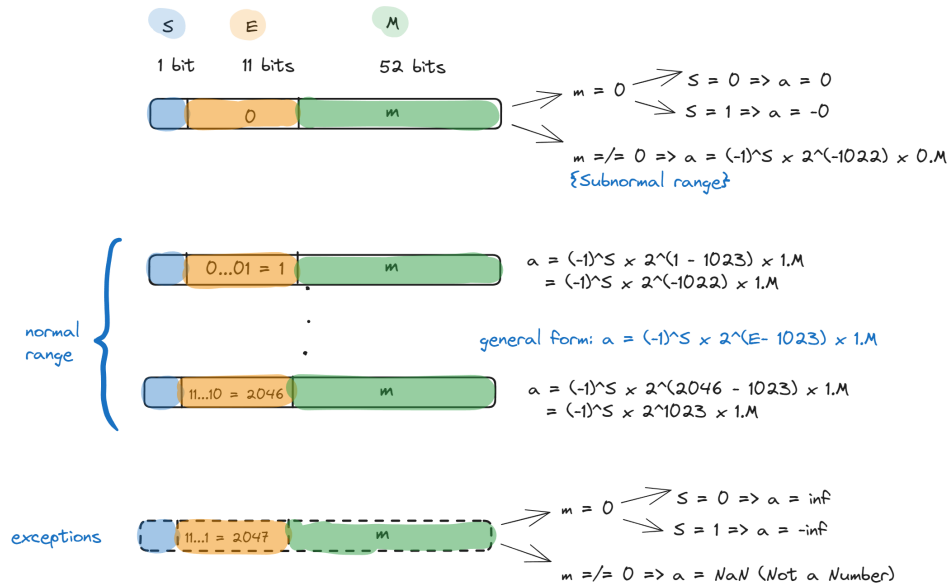 S E M
1 bit 11 bits 52 bits
0 m
m = 0
S = 0 => a = 0
S = 1 => a = -0
m =/= 0 => a = (-1)^S x 2^(-1022) x 0.M
{Subnormal range}
normal
range
0...01 = 1 m
a = (-1)^S x 2^(1 - 1023) x 1.M
= (-1)^S x 2^(-1022) x 1.M
general form: a = (-1)^S x 2^(E- 1023) x 1.M
11...10 = 2046 m
a = (-1)^S x 2^(2046 - 1023) x 1.M
= (-1)^S x 2^1023 x 1.M
exceptions
11...1 = 2047 m
m = 0
S = 0 => a = inf
S = 1 => a = -inf
m =/= 0 => a = NaN (Not a Number)